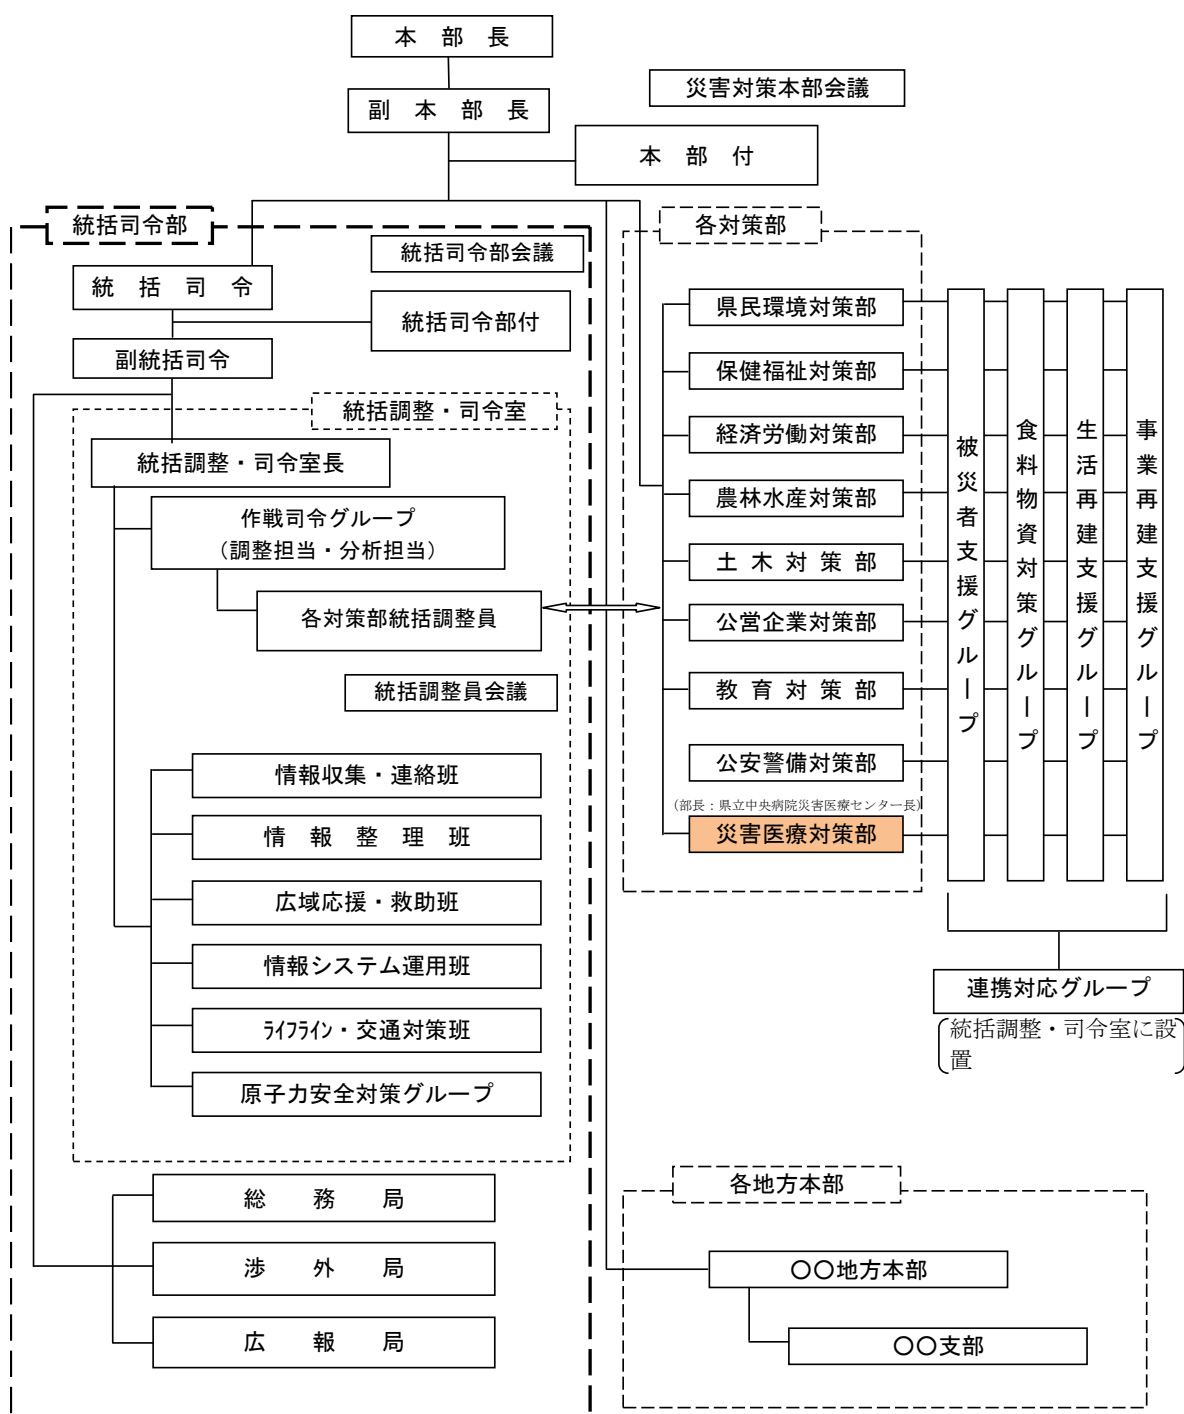 本部長
副本部長
災害対策本部会議
本部付
統括司令部
統括司令部会議
統括司令
統括司令部付
副統括司令
統括調整・司令室
統括調整・司令室長
作戦司令グループ
（調整担当・分析担当）
各対策部統括調整員
統括調整員会議
情報収集・連絡班
情報整理班
広域応援・救助班
情報システム運用班
ﾗｲﾌﾗｲﾝ・交通対策班
原子力安全対策グループ
総務局
渉外局
広報局
各対策部
県民環境対策部
保健福祉対策部
経済労働対策部
農林水産対策部
土木対策部
公営企業対策部
教育対策部
公安警備対策部
（部長：県立中央病院災害医療センター長）
災害医療対策部
被災者支援グループ
食料物資対策グループ
生活再建支援グループ
事業再建支援グループ
連携対応グループ
統括調整・司令室に設
置
各地方本部
〇〇地方本部
〇〇支部